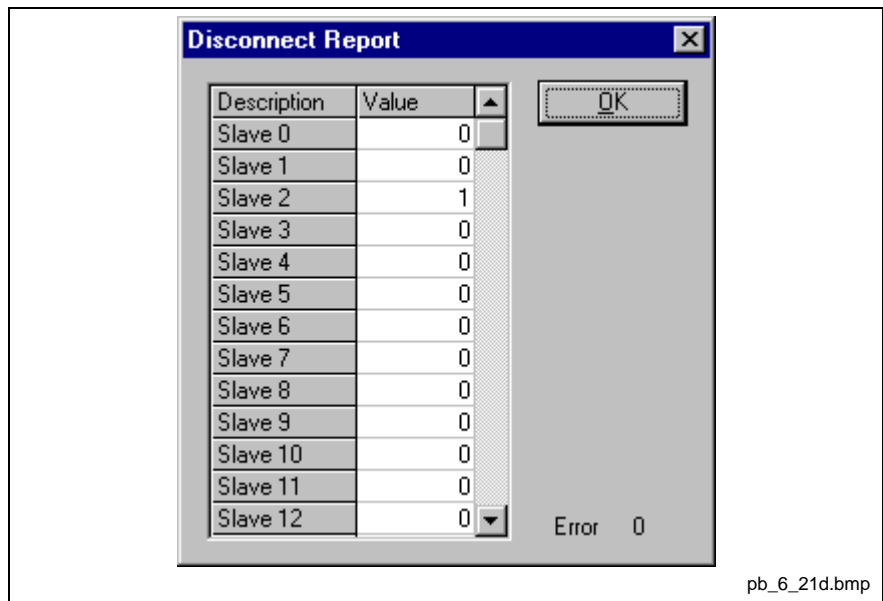 Disconnect Report
Description Value
OK
Slave 0 0
Slave 1 0
Slave 2 1
Slave 3 0
Slave 4 0
Slave 5 0
Slave 6 0
Slave 7 0
Slave 8 0
Slave 9 0
Slave 10 0
Slave 11 0
Slave 12 0
Error 0
pb_6_21d.bmp